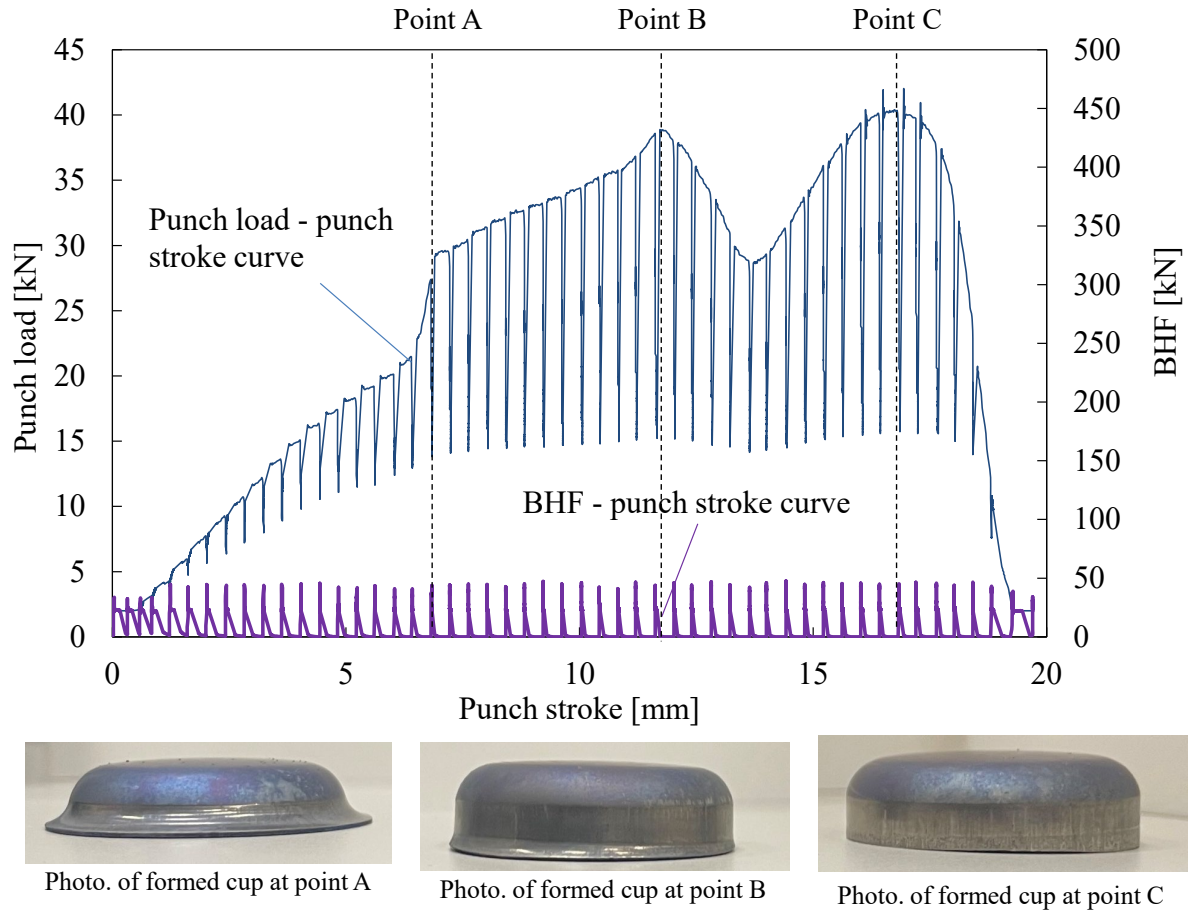 Point A
Point B
Point C
45
40
35
30
25
20
15
10
5
0
Punch load [kN]
500
450
400
350
300
250
200
150
100
50
0
BHF [kN]
Punch load - punch
stroke curve
BHF - punch stroke curve
0
5
10
15
20
Punch stroke [mm]
Photo. of formed cup at point A
Photo. of formed cup at point B
Photo. of formed cup at point C